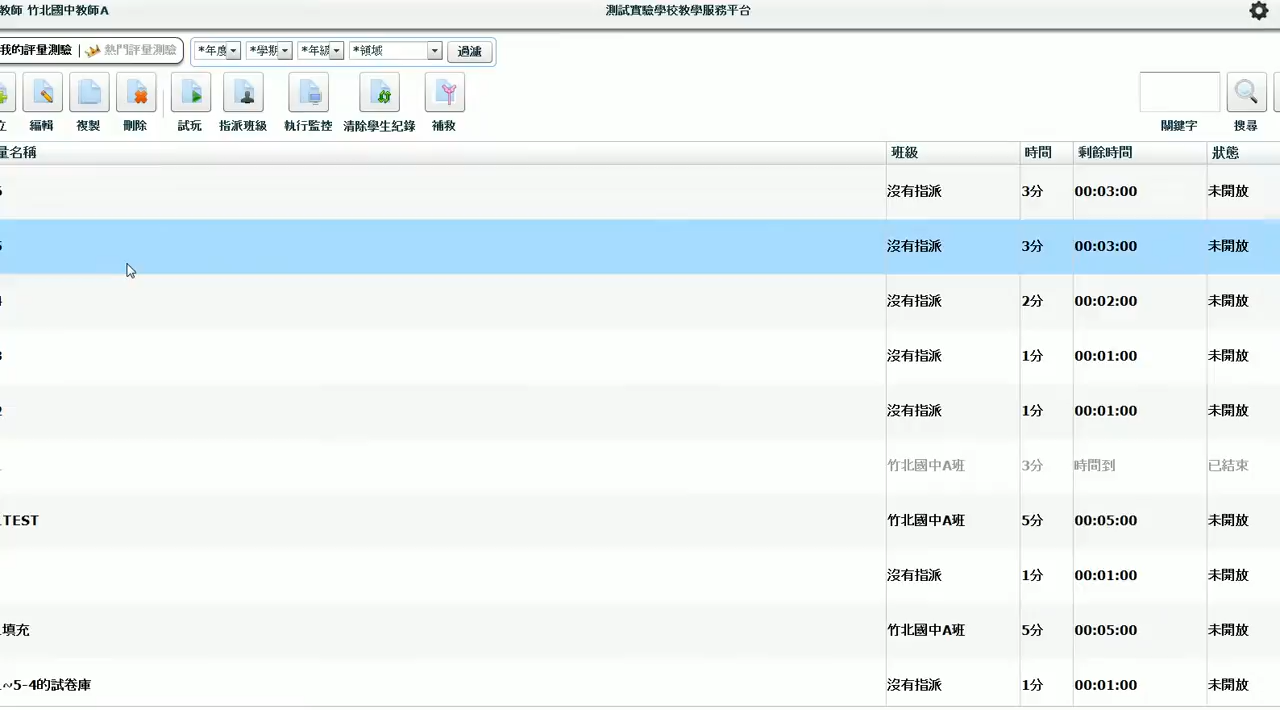 教師 竹北國中教師A
測試實驗學校教學服務平台
我的評量測驗 | 熱門評量測驗
*年度 *學期 *年級 *領域 過濾
立 編輯 複製 刪除 試玩 指派班級 執行監控 清除學生紀錄 補救 關鍵字 搜尋
量名稱 班級 時間 剩餘時間 狀態
沒有指派 3分 00:03:00 未開放
沒有指派 3分 00:03:00 未開放
沒有指派 2分 00:02:00 未開放
沒有指派 1分 00:01:00 未開放
2 沒有指派 1分 00:01:00 未開放
竹北國中A班 3分 時間到 已結束
TEST 竹北國中A班 5分 00:05:00 未開放
沒有指派 1分 00:01:00 未開放
填充 竹北國中A班 5分 00:05:00 未開放
~5-4的試卷庫 沒有指派 1分 00:01:00 未開放